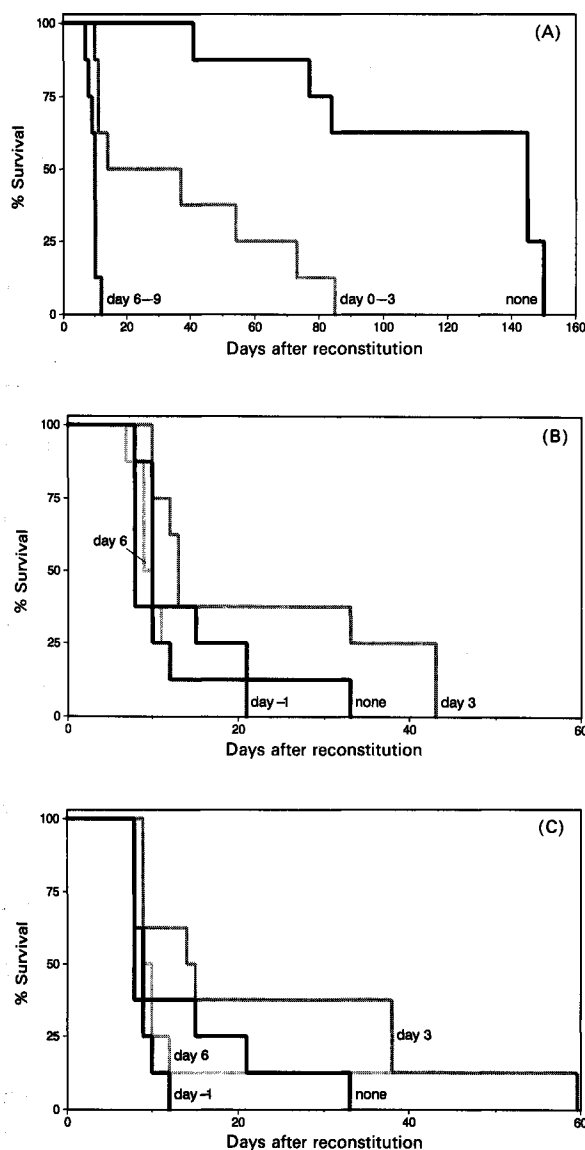 (A)
% Survival
100
75
50
25
0
day 6–9
day 0–3
none
0 20 40 60 80 100 120 140 160
Days after reconstitution
(B)
% Survival
100
75
50
25
0
day 6
day–1
none
day 3
0 20 40 60
Days after reconstitution
(C)
% Survival
100
75
50
25
0
day 3
day 6
day–1
none
0 20 40 60
Days after reconstitution